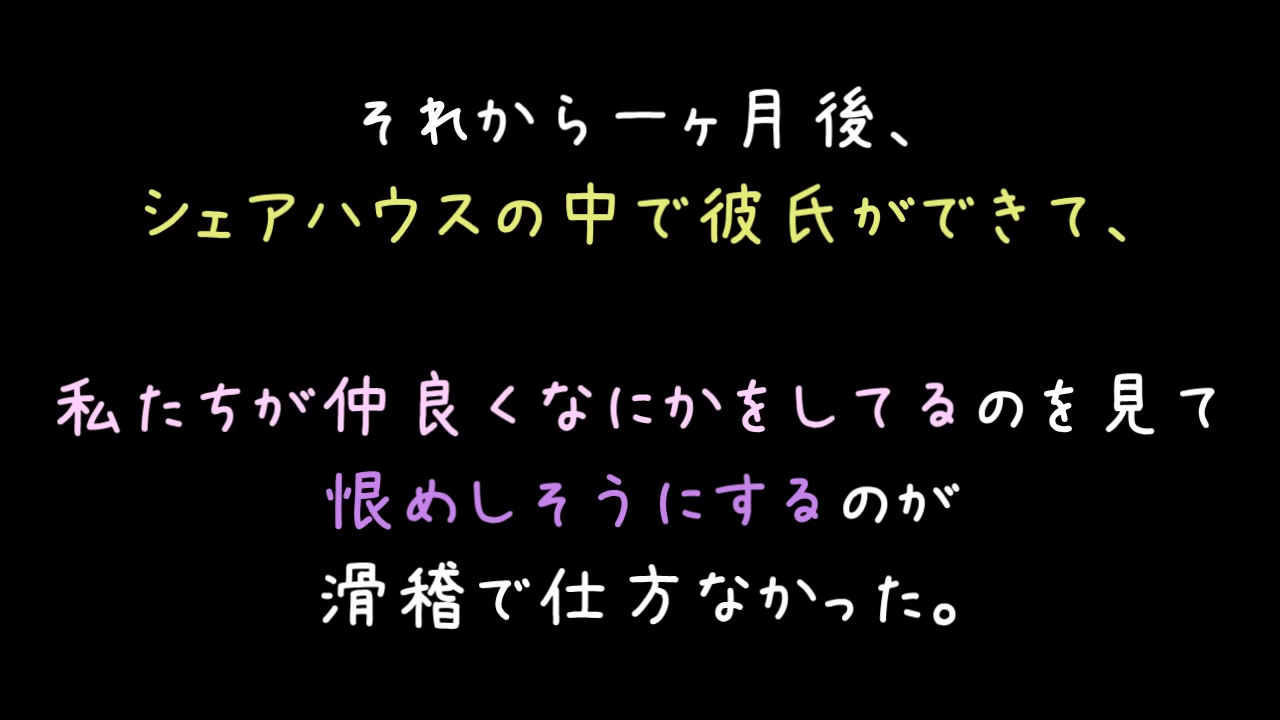 それから一ヶ月後、
シェアハウスの中で彼氏ができて、
私たちが仲良くなにかをしてるのを見て
恨めしそうにするのが
滑稽で仕方なかった。